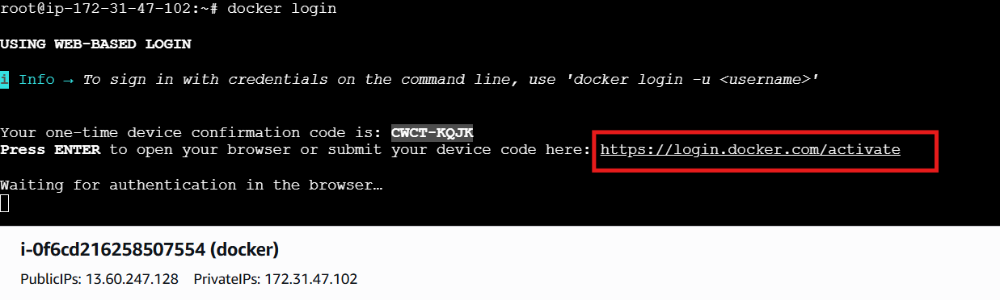 root@ip-172-31-47-102:~# docker login
USING WEB-BASED LOGIN
i Info → To sign in with credentials on the command line, use 'docker login -u <username>'
Your one-time device confirmation code is: CWCT-KQJK
Press ENTER to open your browser or submit your device code here: https://login.docker.com/activate
Waiting for authentication in the browser…
i-0f6cd216258507554 (docker)
PublicIPs: 13.60.247.128 PrivateIPs: 172.31.47.102